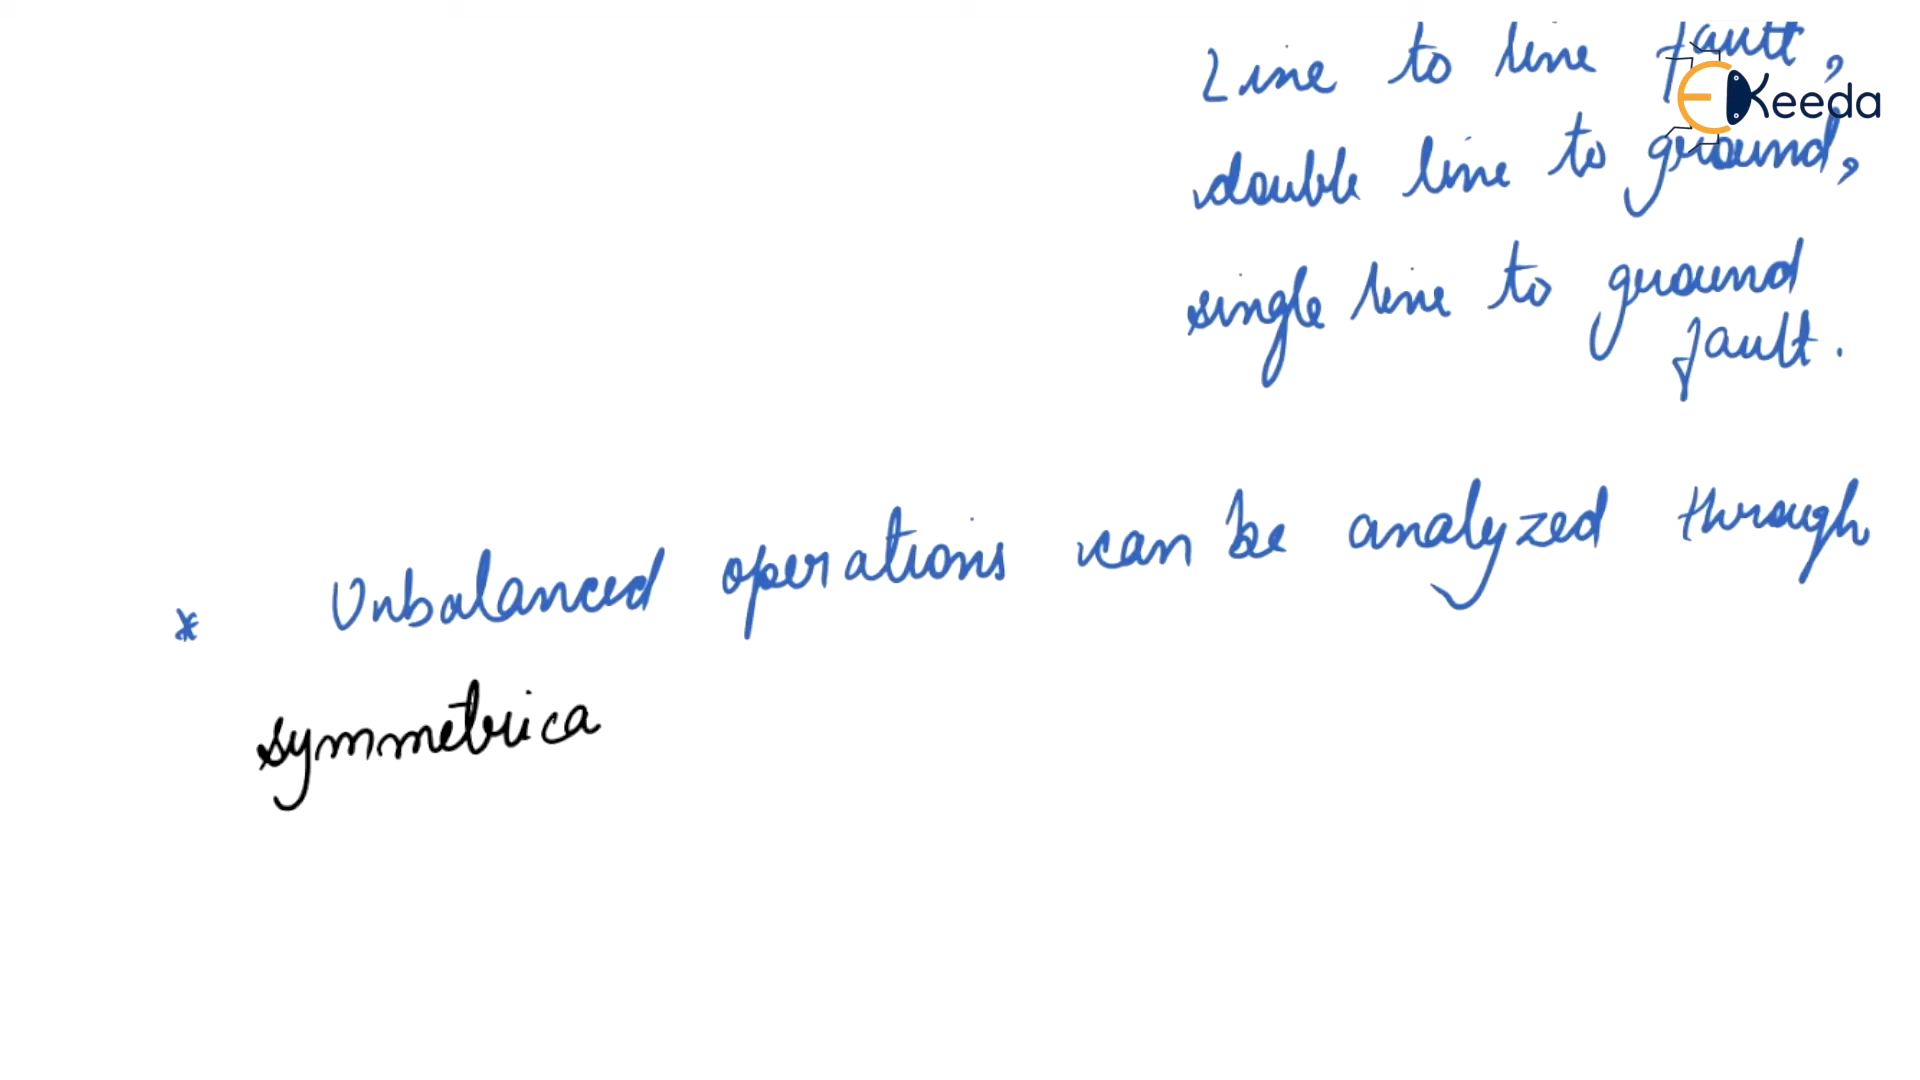 Line to line fault,
EKeeda
double line to ground,
single line to ground
fault.
* Unbalanced operations can be analyzed through
symmetrica